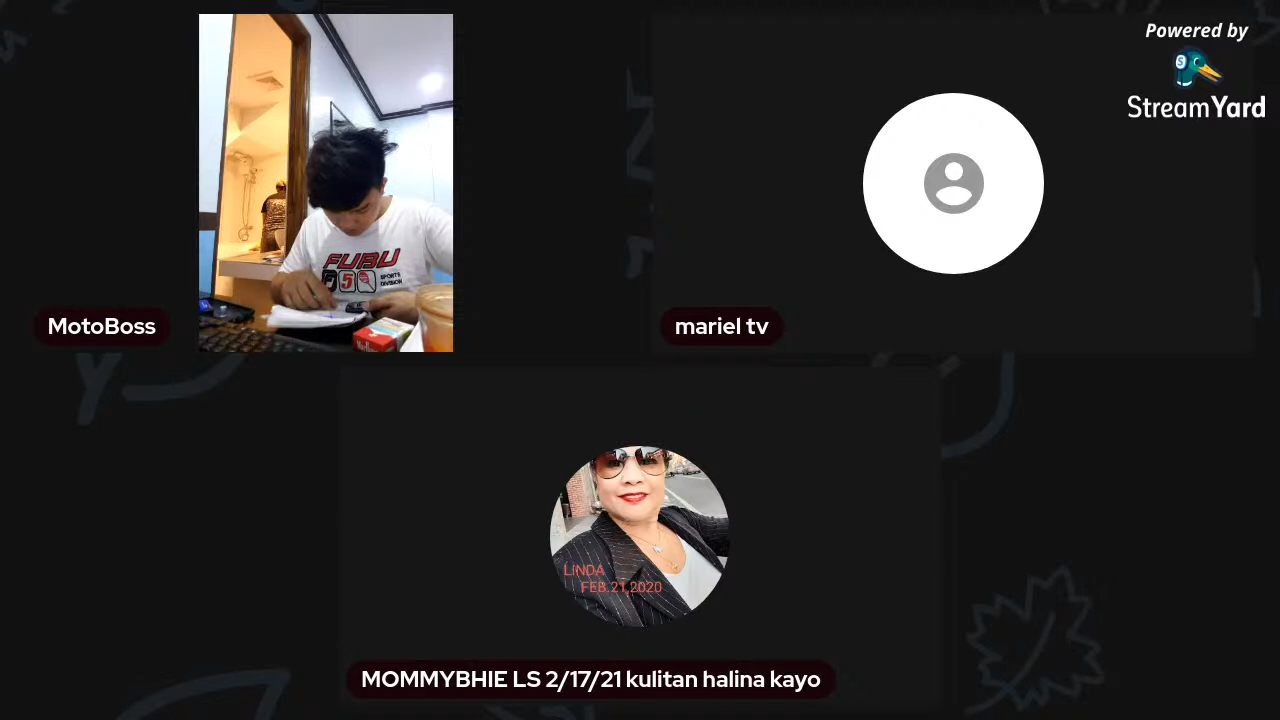 Powered by
StreamYard
FUBU
F 5
SPORTS
DIVISION
MotoBoss
mariel tv
LINDA
FEB.21,2020
MOMMYBHIE LS 2/17/21 kulitan halina kayo